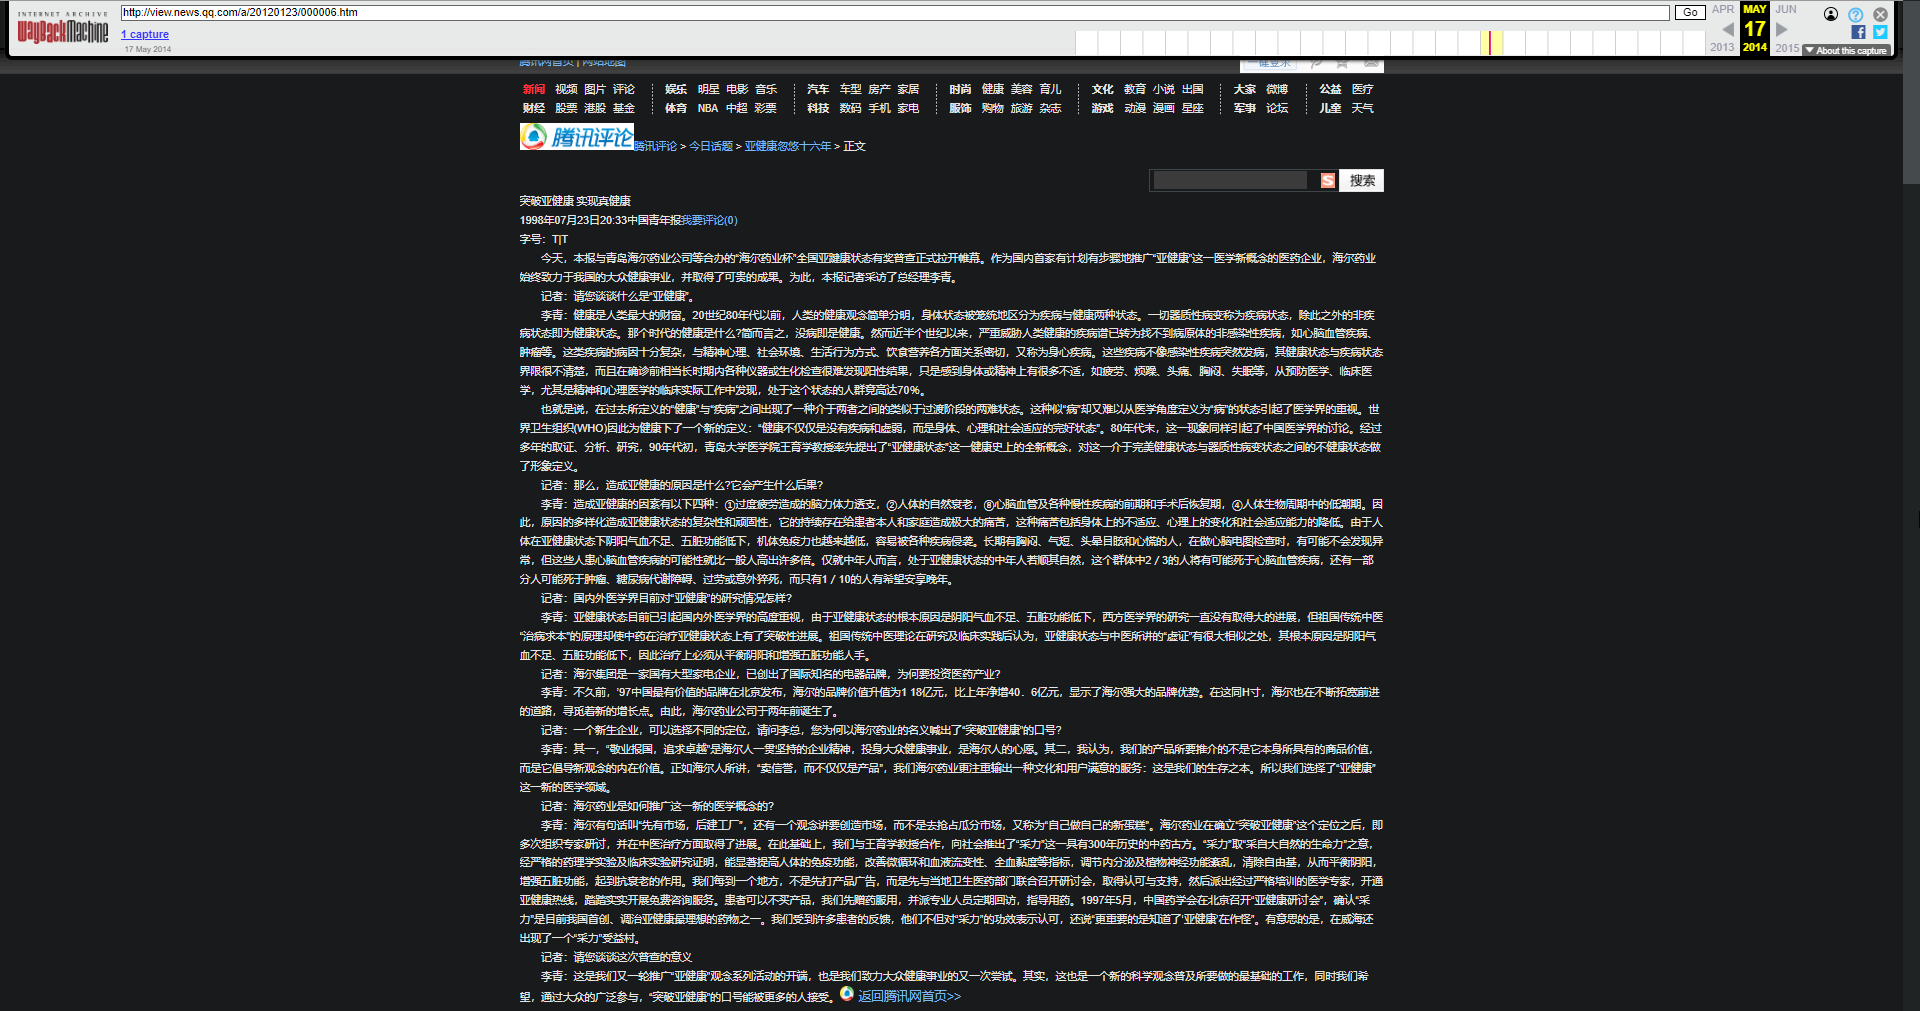 INTERNET ARCHIVE
WayBackMachine
http://view.news.qq.com/a/20120123/000006.htm
Go
APR MAY JUN
1 capture
17
17 May 2014
2013 2014 2015
About this capture
腾讯网首页 | 网站地图
一键登录
新闻 视频 图片 评论 娱乐 明星 电影 音乐 汽车 车型 房产 家居 时尚 健康 美容 育儿 文化 教育 小说 出国 大家 微博 公益 医疗
财经 股票 港股 基金 体育 NBA 中超 彩票 科技 数码 手机 家电 服饰 购物 旅游 杂志 游戏 动漫 漫画 星座 军事 论坛 儿童 天气
腾讯评论 腾讯评论 > 今日话题 > 亚健康忽悠十六年 > 正文
S 搜索
突破亚健康 实现真健康
1998年07月23日20:33中国青年报我要评论(0)
字号：T|T
今天，本报与青岛海尔药业公司等合办的“海尔药业杯”全国亚健康状态有奖普查正式拉开帷幕。作为国内首家有计划有步骤地推广“亚健康”这一医学新概念的医药企业，海尔药业
始终致力于我国的大众健康事业，并取得了可贵的成果。为此，本报记者采访了总经理李青。
记者：请您谈谈什么是“亚健康”。
李青：健康是人类最大的财富。20世纪80年代以前，人类的健康观念简单分明，身体状态被笼统地区分为疾病与健康两种状态。一切器质性病变称为疾病状态，除此之外的非疾
病状态即为健康状态。那个时代的健康是什么?简而言之，没病即是健康。然而近半个世纪以来，严重威胁人类健康的疾病谱已转为找不到病原体的非感染性疾病，如心脑血管疾病、
肿瘤等。这类疾病的病因十分复杂，与精神心理、社会环境、生活行为方式、饮食营养各方面关系密切，又称为身心疾病。这些疾病不像感染性疾病突然发病，其健康状态与疾病状态
界限很不清楚，而且在确诊前相当长时期内各种仪器或生化检查很难发现阳性结果，只是感到身体或精神上有很多不适，如疲劳、烦躁、头痛、胸闷、失眠等，从预防医学、临床医
学，尤其是精神和心理医学的临床实际工作中发现，处于这个状态的人群竟高达70%。
也就是说，在过去所定义的“健康”与“疾病”之间出现了一种介于两者之间的类似于过渡阶段的两难状态。这种似“病”却又难以从医学角度定义为“病”的状态引起了医学界的重视。世
界卫生组织(WHO)因此为健康下了一个新的定义：“健康不仅仅是没有疾病和虚弱，而是身体、心理和社会适应的完好状态”。80年代末，这一现象同样引起了中国医学界的讨论。经过
多年的取证、分析、研究，90年代初，青岛大学医学院王育学教授率先提出了“亚健康状态”这一健康史上的全新概念，对这一介于完美健康状态与器质性病变状态之间的不健康状态做
了形象定义。
记者：那么，造成亚健康的原因是什么?它会产生什么后果?
李青：造成亚健康的因素有以下四种：①过度疲劳造成的脑力体力透支，②人体的自然衰老，⑧心脑血管及各种慢性疾病的前期和手术后恢复期，④人体生物周期中的低潮期。因
此，原因的多样化造成亚健康状态的复杂性和顽固性，它的持续存在给患者本人和家庭造成极大的痛苦，这种痛苦包括身体上的不适应、心理上的变化和社会适应能力的降低。由于人
体在亚健康状态下阴阳气血不足、五脏功能低下，机体免疫力也越来越低，容易被各种疾病侵袭。长期有胸闷、气短、头晕目眩和心慌的人，在做心脑电图检查时，有可能不会发现异
常，但这些人患心脑血管疾病的可能性就比一般人高出许多倍。仅就中年人而言，处于亚健康状态的中年人若顺其自然，这个群体中2／3的人将有可能死于心脑血管疾病，还有一部
分人可能死于肿瘤、糖尿病代谢障碍、过劳或意外猝死，而只有1／10的人有希望安享晚年。
记者：国内外医学界目前对“亚健康”的研究情况怎样?
李青：亚健康状态目前已引起国内外医学界的高度重视，由于亚健康状态的根本原因是阴阳气血不足、五脏功能低下，西方医学界的研究一直没有取得大的进展，但祖国传统中医
“治病求本”的原理却使中药在治疗亚健康状态上有了突破性进展。祖国传统中医理论在研究及临床实践后认为，亚健康状态与中医所讲的“虚证”有很大相似之处，其根本原因是阴阳气
血不足、五脏功能低下，因此治疗上必须从平衡阴阳和增强五脏功能人手。
记者：海尔集团是一家国有大型家电企业，已创出了国际知名的电器品牌，为何要投资医药产业?
李青：不久前，’97中国最有价值的品牌在北京发布，海尔的品牌价值升值为1 18亿元，比上年净增40．6亿元，显示了海尔强大的品牌优势。在这同H寸，海尔也在不断拓宽前进
的道路，寻觅着新的增长点。由此，海尔药业公司于两年前诞生了。
记者：一个新生企业，可以选择不同的定位，请问李总，您为何以海尔药业的名义喊出了“突破亚健康”的口号?
李青：其一，“敬业报国，追求卓越”是海尔人一贯坚持的企业精神，投身大众健康事业，是海尔人的心愿。其二，我认为，我们的产品所要推介的不是它本身所具有的商品价值，
而是它倡导新观念的内在价值。正如海尔人所讲，“卖信誉，而不仅仅是产品”，我们海尔药业更注重输出一种文化和用户满意的服务：这是我们的生存之本。所以我们选择了“亚健康”
这一新的医学领域。
记者：海尔药业是如何推广这一新的医学概念的?
李青：海尔有句话叫“先有市场，后建工厂”，还有一个观念讲要创造市场，而不是去抢占瓜分市场，又称为“自己做自己的新蛋糕”。海尔药业在确立“突破亚健康”这个定位之后，即
多次组织专家研讨，并在中医治疗方面取得了进展。在此基础上，我们与王育学教授合作，向社会推出了“采力”这一具有300年历史的中药古方。“采力”取“采自大自然的生命力”之意，
经严格的药理学实验及临床实验研究证明，能显著提高人体的免疫功能，改善微循环和血液流变性、全血黏度等指标，调节内分泌及植物神经功能紊乱，清除自由基，从而平衡阴阳，
增强五脏功能，起到抗衰老的作用。我们每到一个地方，不是先打产品广告，而是先与当地卫生医药部门联合召开研讨会，取得认可与支持，然后派出经过严格培训的医学专家，开通
亚健康热线，踏踏实实开展免费咨询服务。患者可以不买产品，我们先赠药服用，并派专业人员定期回访，指导用药。1997年5月，中国药学会在北京召开“亚健康研讨会”，确认“采
力”是目前我国首创、调治亚健康最理想的药物之一。我们受到许多患者的反馈，他们不但对“采力”的功效表示认可，还说“更重要的是知道了‘亚健康’在作怪”。有意思的是，在威海还
出现了一个“采力”受益村。
记者：请您谈谈这次普查的意义
李青：这是我们又一轮推广“亚健康”观念系列活动的开端，也是我们致力大众健康事业的又一次尝试。其实，这也是一个新的科学观念普及所要做的最基础的工作，同时我们希
望，通过大众的广泛参与，“突破亚健康”的口号能被更多的人接受。 返回腾讯网首页>>